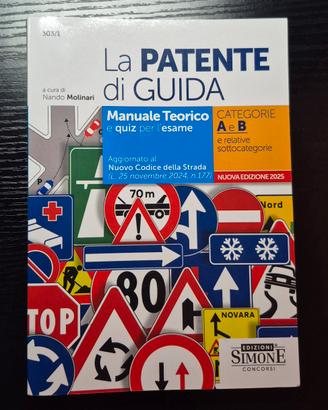 303/1
a cura di
Nando Molinari
La PATENTE
di GUIDA
Manuale Teorico
e quiz per l'esame
Aggiornato al
Nuovo Codice della Strada
(L. 25 novembre 2024, n.177)
CATEGORIE
A e B
e relative
sottocategorie
NUOVA EDIZIONE 2025
70 m
Nord
80
STOP
NOVARA
EDIZIONI
SIMONE
CONCORSI